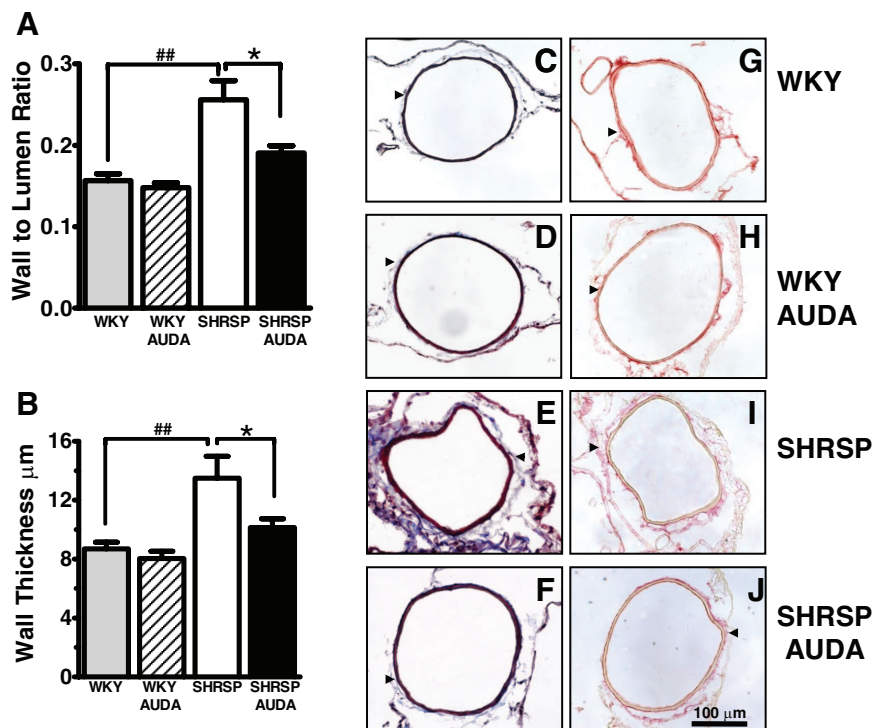 A
Wall to Lumen Ratio
0.3
0.2
0.1
0.0
##
*
WKY
WKY
AUDA
SHRSP
SHRSP
AUDA
B
Wall Thickness μm
16
12
8
4
0
##
*
WKY
WKY
AUDA
SHRSP
SHRSP
AUDA
C
G
WKY
D
H
WKY
AUDA
E
I
SHRSP
F
J
SHRSP
AUDA
100 μm